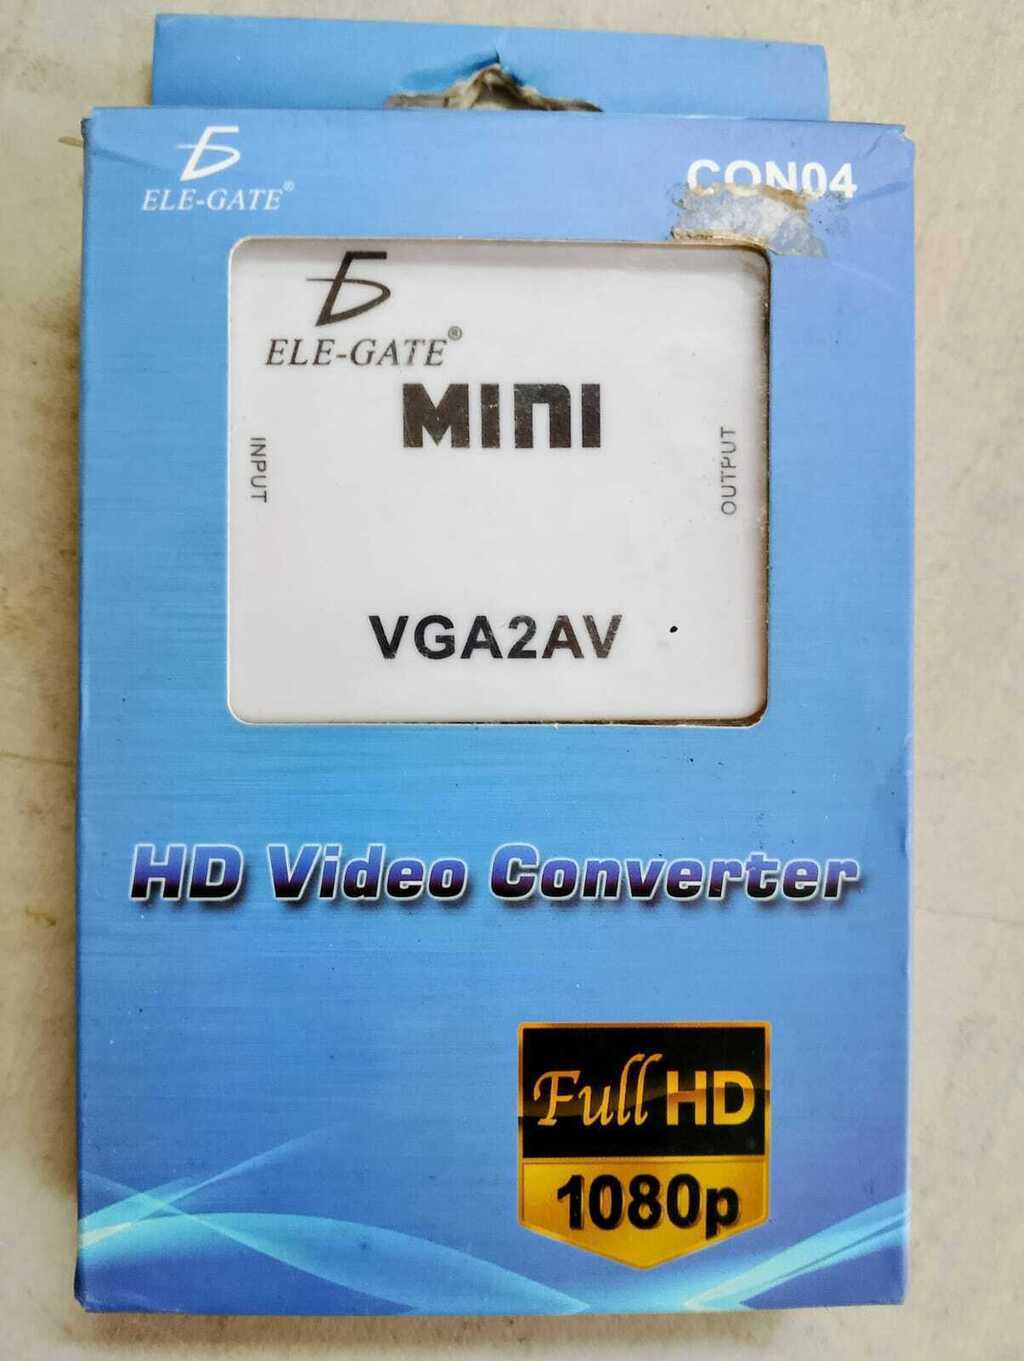 ELE-GATE®
CON04
ELE-GATE®
MINI
INPUT
OUTPUT
VGA2AV
HD Video Converter
Full HD
1080p